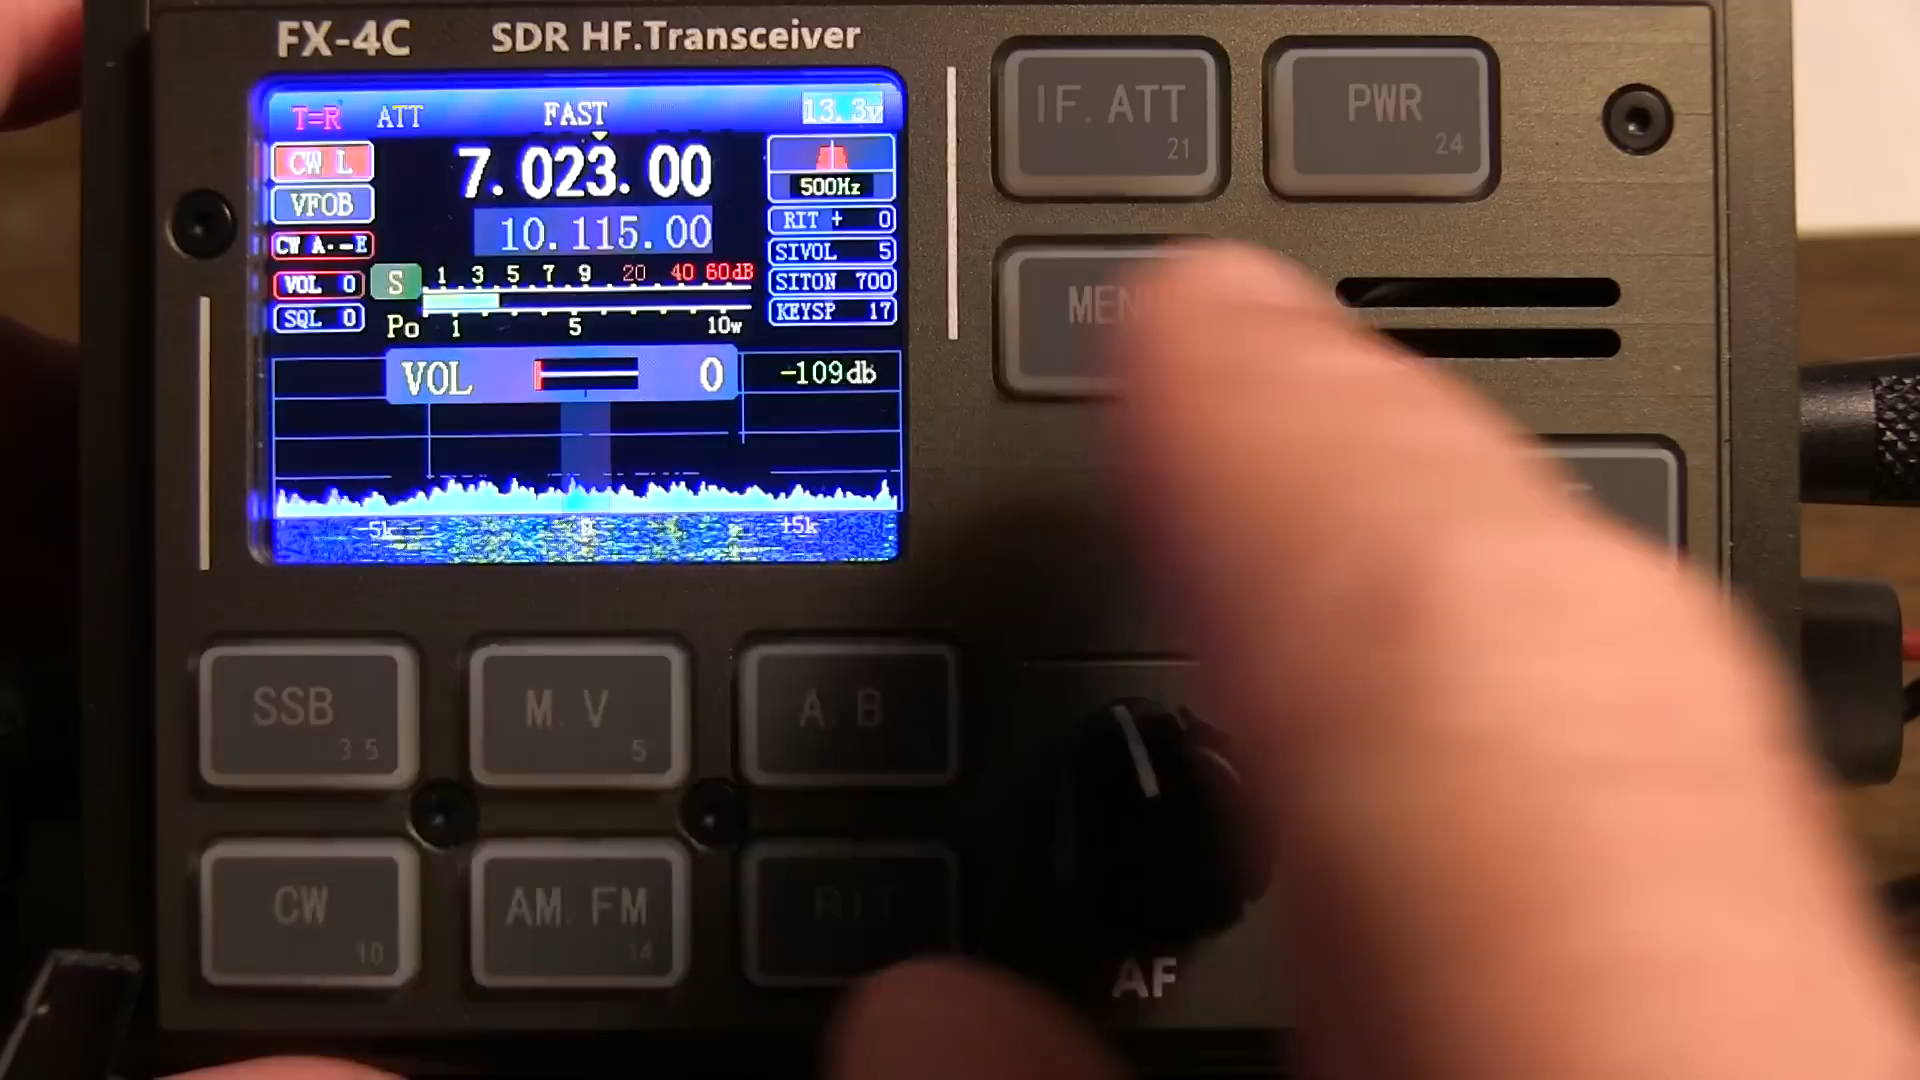 FX-4C SDR HF.Transceiver
T=R ATT FAST 13.3v
CW L
VFOB
CW A·-–E
VOL 0
SQL 0
7.023.00
10.115.00
500Hz
RIT + 0
SIVOL 5
SITON 700
KEYSP 17
S 1 3 5 7 9 20 40 60dB
Po 1 5 10w
VOL 0
-109db
-5k 0 +5k
IF.ATT 21
PWR 24
MEN
SSB 3 5
M.V 5
A.B
CW 10
AM.FM 14
RIT
AF